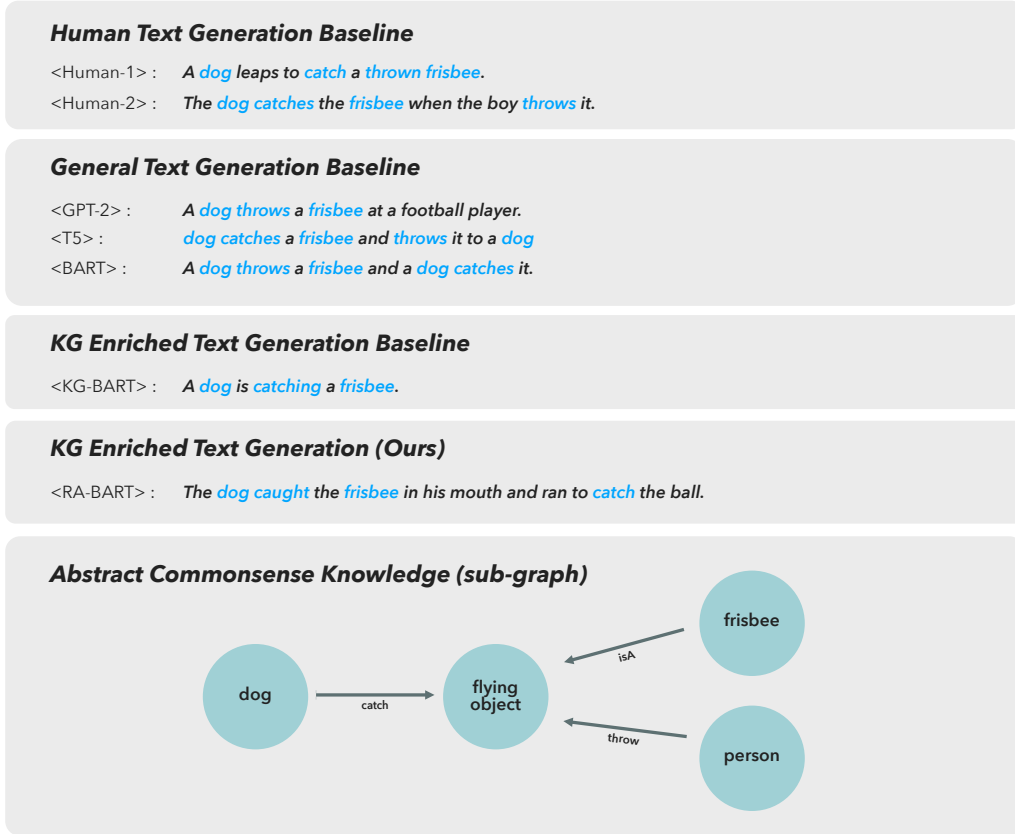 Human Text Generation Baseline
<Human-1> : A dog leaps to catch a thrown frisbee.
<Human-2> : The dog catches the frisbee when the boy throws it.
General Text Generation Baseline
<GPT-2> : A dog throws a frisbee at a football player.
<T5> : dog catches a frisbee and throws it to a dog
<BART> : A dog throws a frisbee and a dog catches it.
KG Enriched Text Generation Baseline
<KG-BART> : A dog is catching a frisbee.
KG Enriched Text Generation (Ours)
<RA-BART> : The dog caught the frisbee in his mouth and ran to catch the ball.
Abstract Commonsense Knowledge (sub-graph)
frisbee
isA
dog
catch
flying
object
throw
person